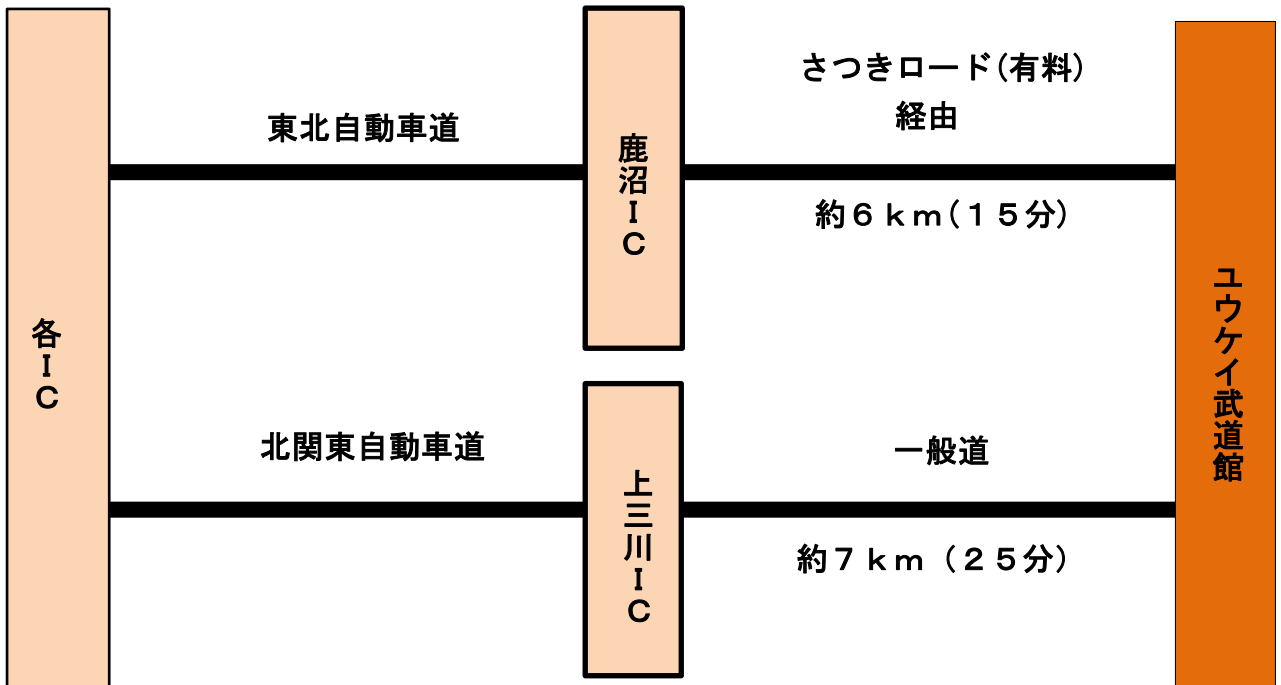 各ＩＣ
東北自動車道
鹿沼ＩＣ
さつきロード（有料）
経由
約６ｋｍ（１５分）
北関東自動車道
上三川ＩＣ
一般道
約７ｋｍ（２５分）
ユウケイ武道館